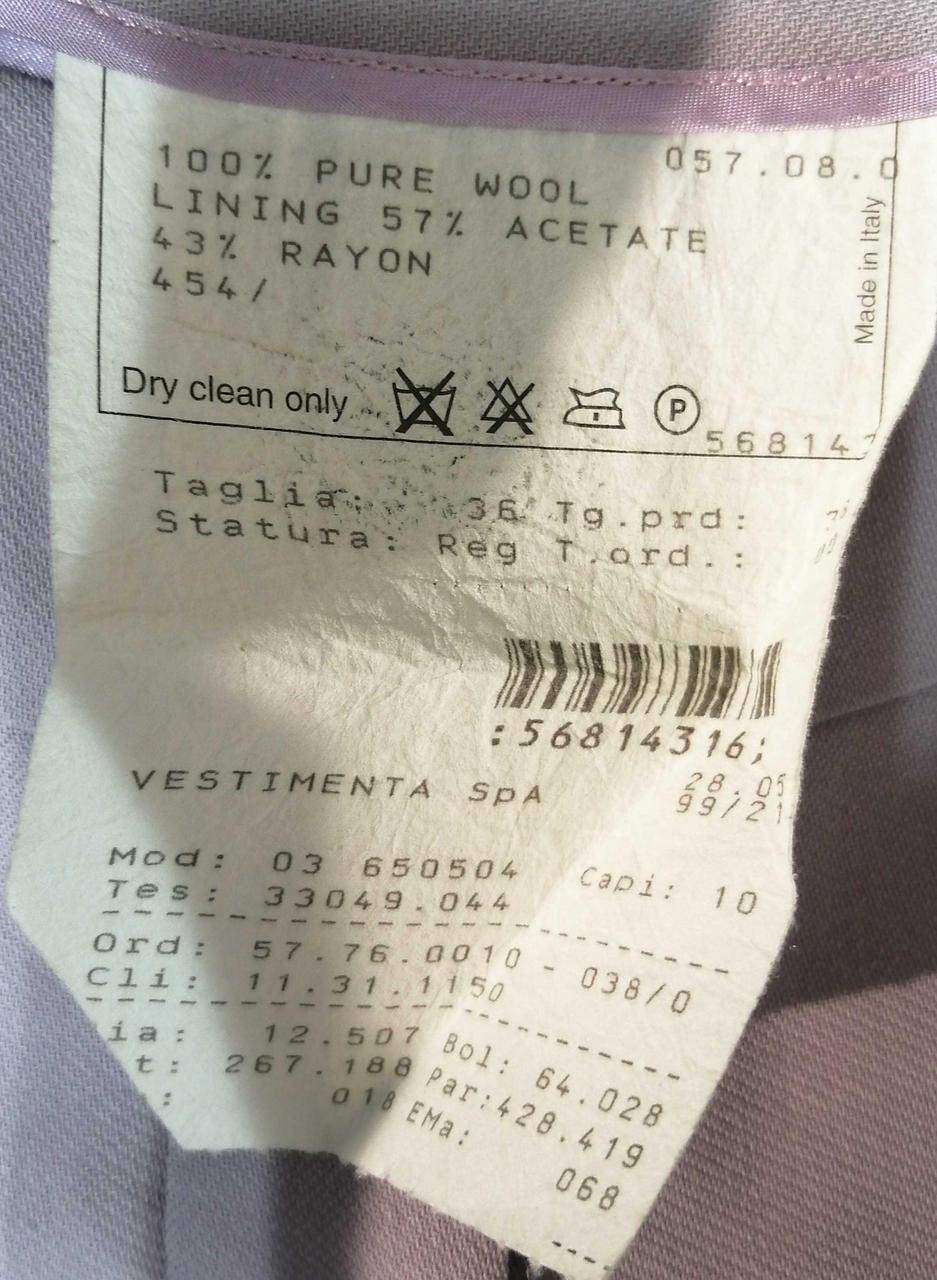 100% PURE WOOL 057.08.0
LINING 57% ACETATE
43% RAYON
454/
Made in Italy
Dry clean only P
568143
Taglia: 36 Tg.prd:
Statura: Reg T.ord.:
:56814316;
VESTIMENTA SpA 28.05
99/21
Mod: 03 650504 Capi: 10
Tes: 33049.044
Ord: 57.76.0010 - 038/0
Cli: 11.31.1150
ia: 12.507 Bol: 64.028
t: 267.188 Par:428.419
: 018 EMa: 068